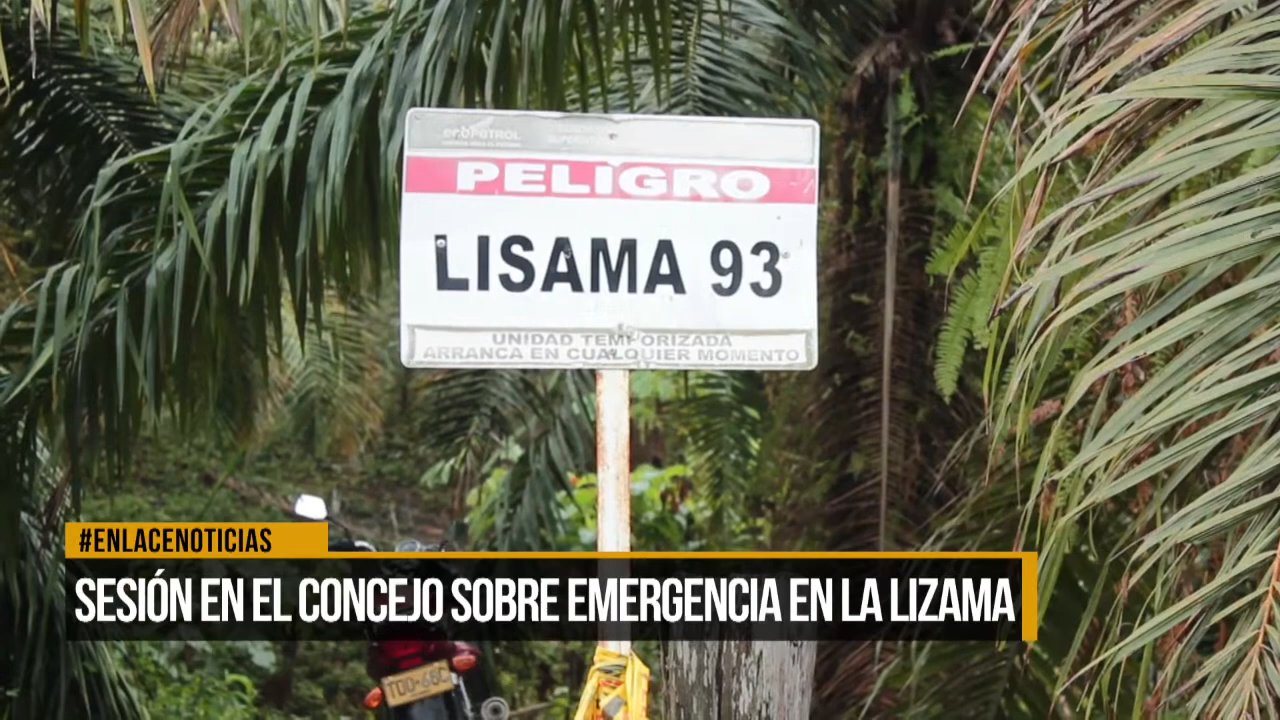 ecoPETROL
PELIGRO
LISAMA 93
UNIDAD TEMPORIZADA
ARRANCA EN CUALQUIER MOMENTO
#ENLACENOTICIAS
SESIÓN EN EL CONCEJO SOBRE EMERGENCIA EN LA LIZAMA